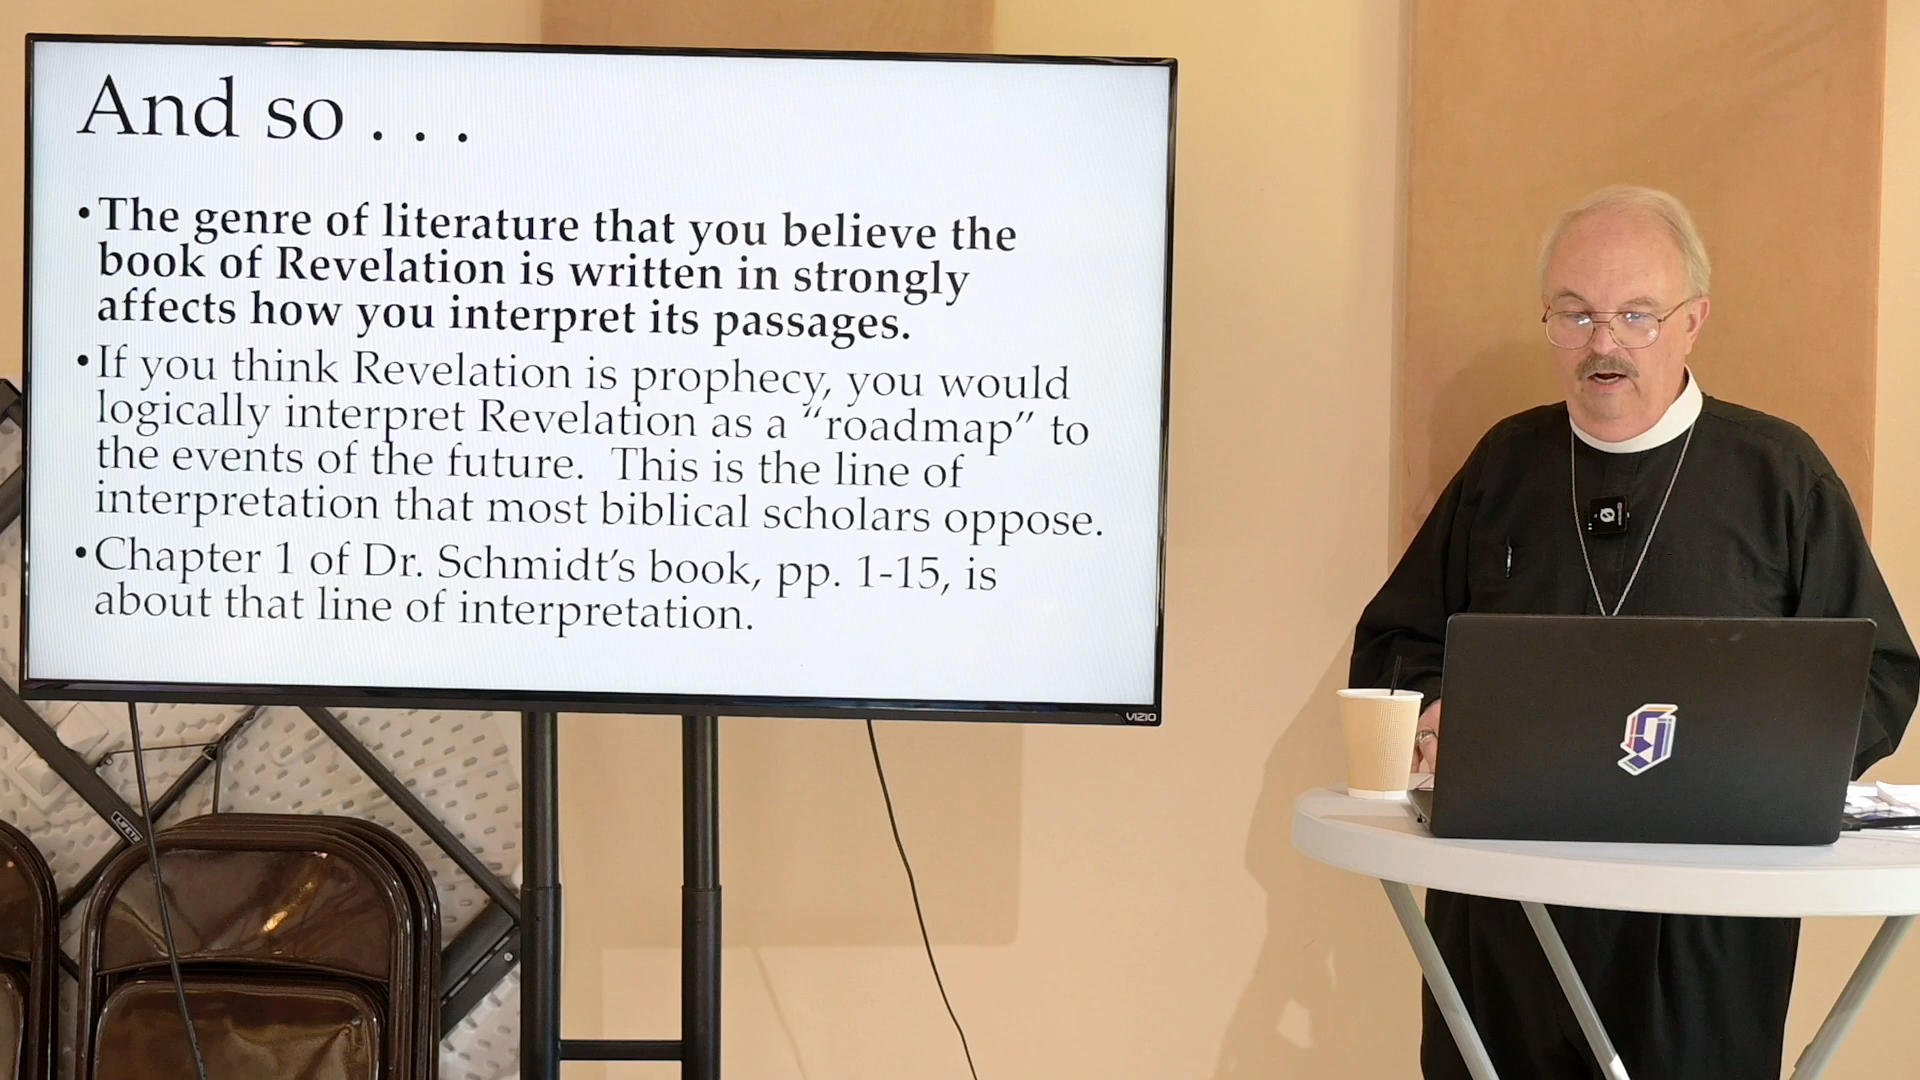 And so . . .
•The genre of literature that you believe the
book of Revelation is written in strongly
affects how you interpret its passages.
•If you think Revelation is prophecy, you would
logically interpret Revelation as a “roadmap” to
the events of the future.  This is the line of
interpretation that most biblical scholars oppose.
•Chapter 1 of Dr. Schmidt’s book, pp. 1-15, is
about that line of interpretation.
VIZIO